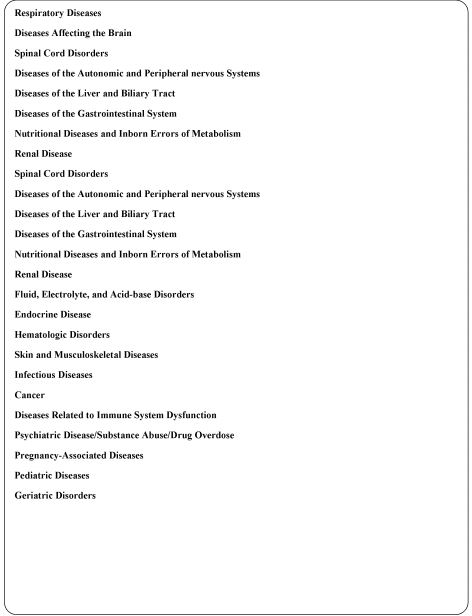 Respiratory Diseases
Diseases Affecting the Brain
Spinal Cord Disorders
Diseases of the Autonomic and Peripheral nervous Systems
Diseases of the Liver and Biliary Tract
Diseases of the Gastrointestinal System
Nutritional Diseases and Inborn Errors of Metabolism
Renal Disease
Spinal Cord Disorders
Diseases of the Autonomic and Peripheral nervous Systems
Diseases of the Liver and Biliary Tract
Diseases of the Gastrointestinal System
Nutritional Diseases and Inborn Errors of Metabolism
Renal Disease
Fluid, Electrolyte, and Acid-base Disorders
Endocrine Disease
Hematologic Disorders
Skin and Musculoskeletal Diseases
Infectious Diseases
Cancer
Diseases Related to Immune System Dysfunction
Psychiatric Disease/Substance Abuse/Drug Overdose
Pregnancy-Associated Diseases
Pediatric Diseases
Geriatric Disorders